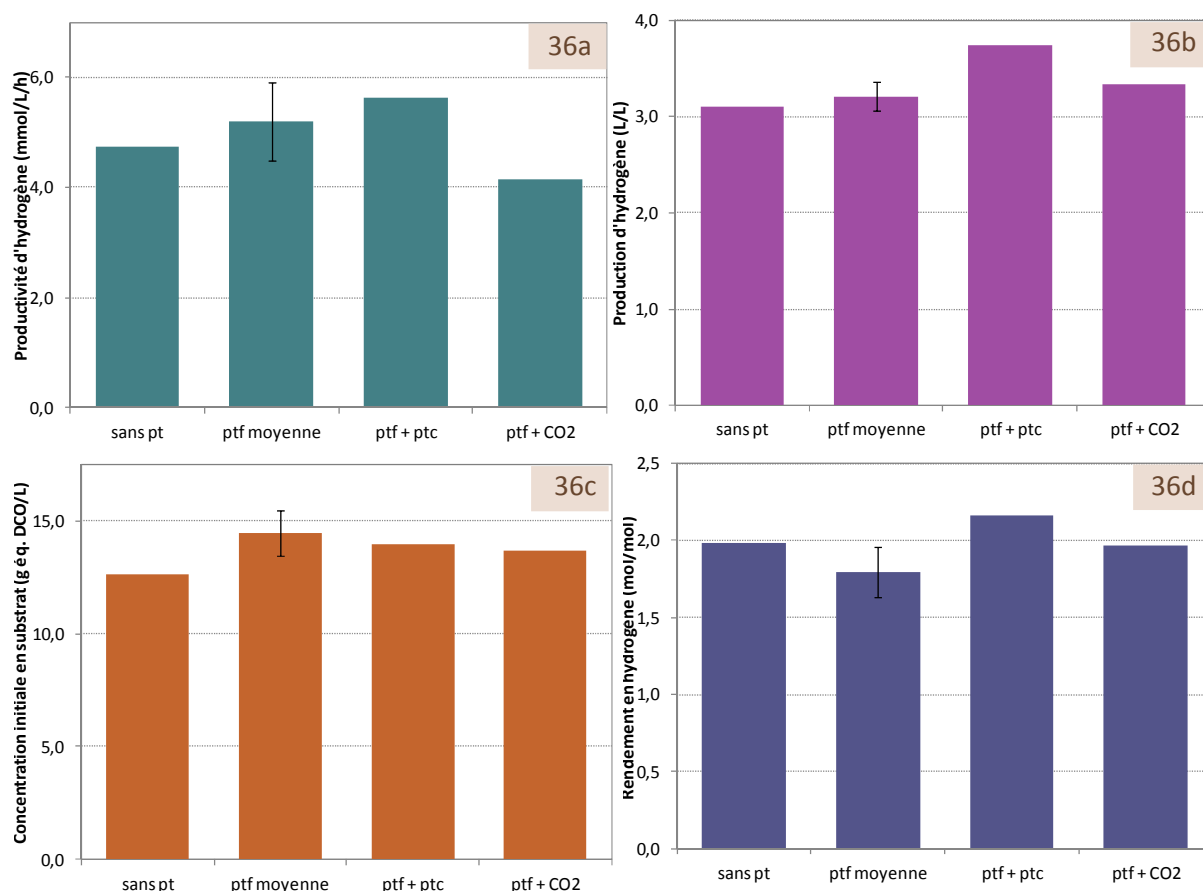 36a
Productivité d'hydrogène (mmol/L/h)
6,0
4,0
2,0
0,0
sans pt
ptf moyenne
ptf + ptc
ptf + CO2
36b
Production d'hydrogène (L/L)
4,0
3,0
2,0
1,0
0,0
sans pt
ptf moyenne
ptf + ptc
ptf + CO2
36c
Concentration initiale en substrat (g éq. DCO/L)
15,0
10,0
5,0
0,0
sans pt
ptf moyenne
ptf + ptc
ptf + CO2
36d
Rendement en hydrogene (mol/mol)
2,5
2,0
1,5
1,0
0,5
0,0
sans pt
ptf moyenne
ptf + ptc
ptf + CO2